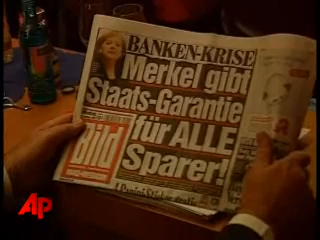 BANKEN-KRISE
Merkel gibt
Staats-Garantie
für ALLE
Sparer!
Bild
AP